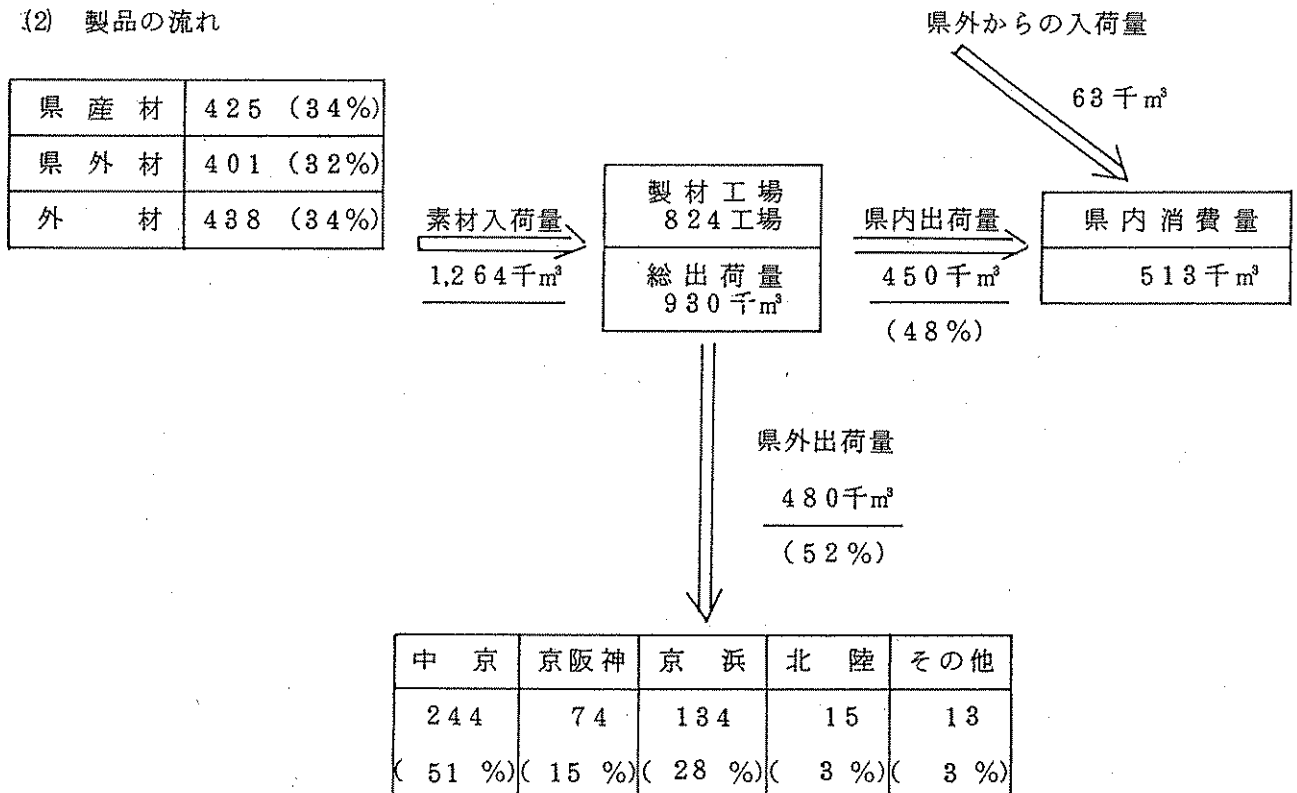 (2) 製品の流れ
県外からの入荷量
63千m³
県産材 425 (34%)
県外材 401 (32%)
外材 438 (34%)
素材入荷量
1,264千m³
製材工場
824工場
総出荷量
930千m³
県内出荷量
450千m³
(48%)
県内消費量
513千m³
県外出荷量
480千m³
(52%)
中京 京阪神 京浜 北陸 その他
244 74 134 15 13
(51%) (15%) (28%) (3%) (3%)